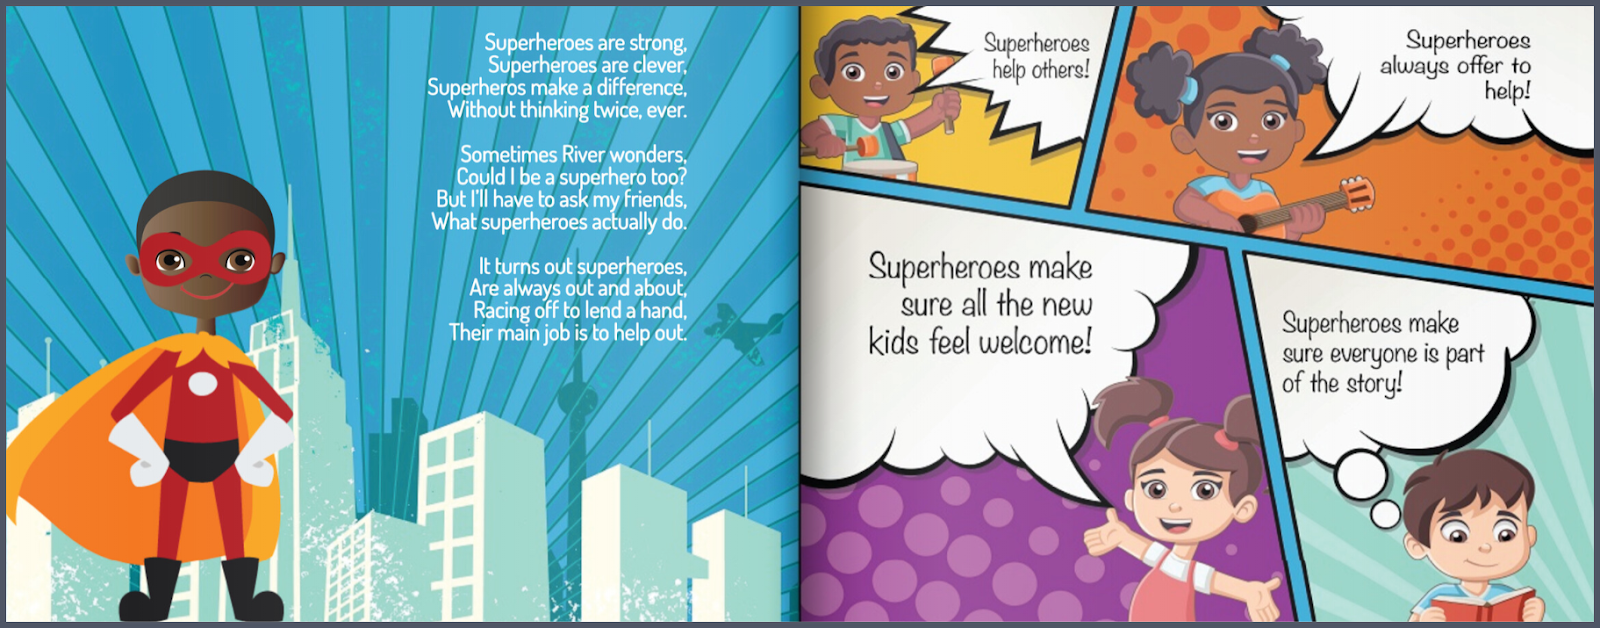 Superheroes are strong,
Superheroes are clever,
Superheros make a difference,
Without thinking twice, ever.
Sometimes River wonders,
Could I be a superhero too?
But I'll have to ask my friends,
What superheroes actually do.
It turns out superheroes,
Are always out and about,
Racing off to lend a hand,
Their main job is to help out.
Superheroes
help others!
Superheroes
always offer to
help!
Superheroes make
sure all the new
kids feel welcome!
Superheroes make
sure everyone is part
of the story!